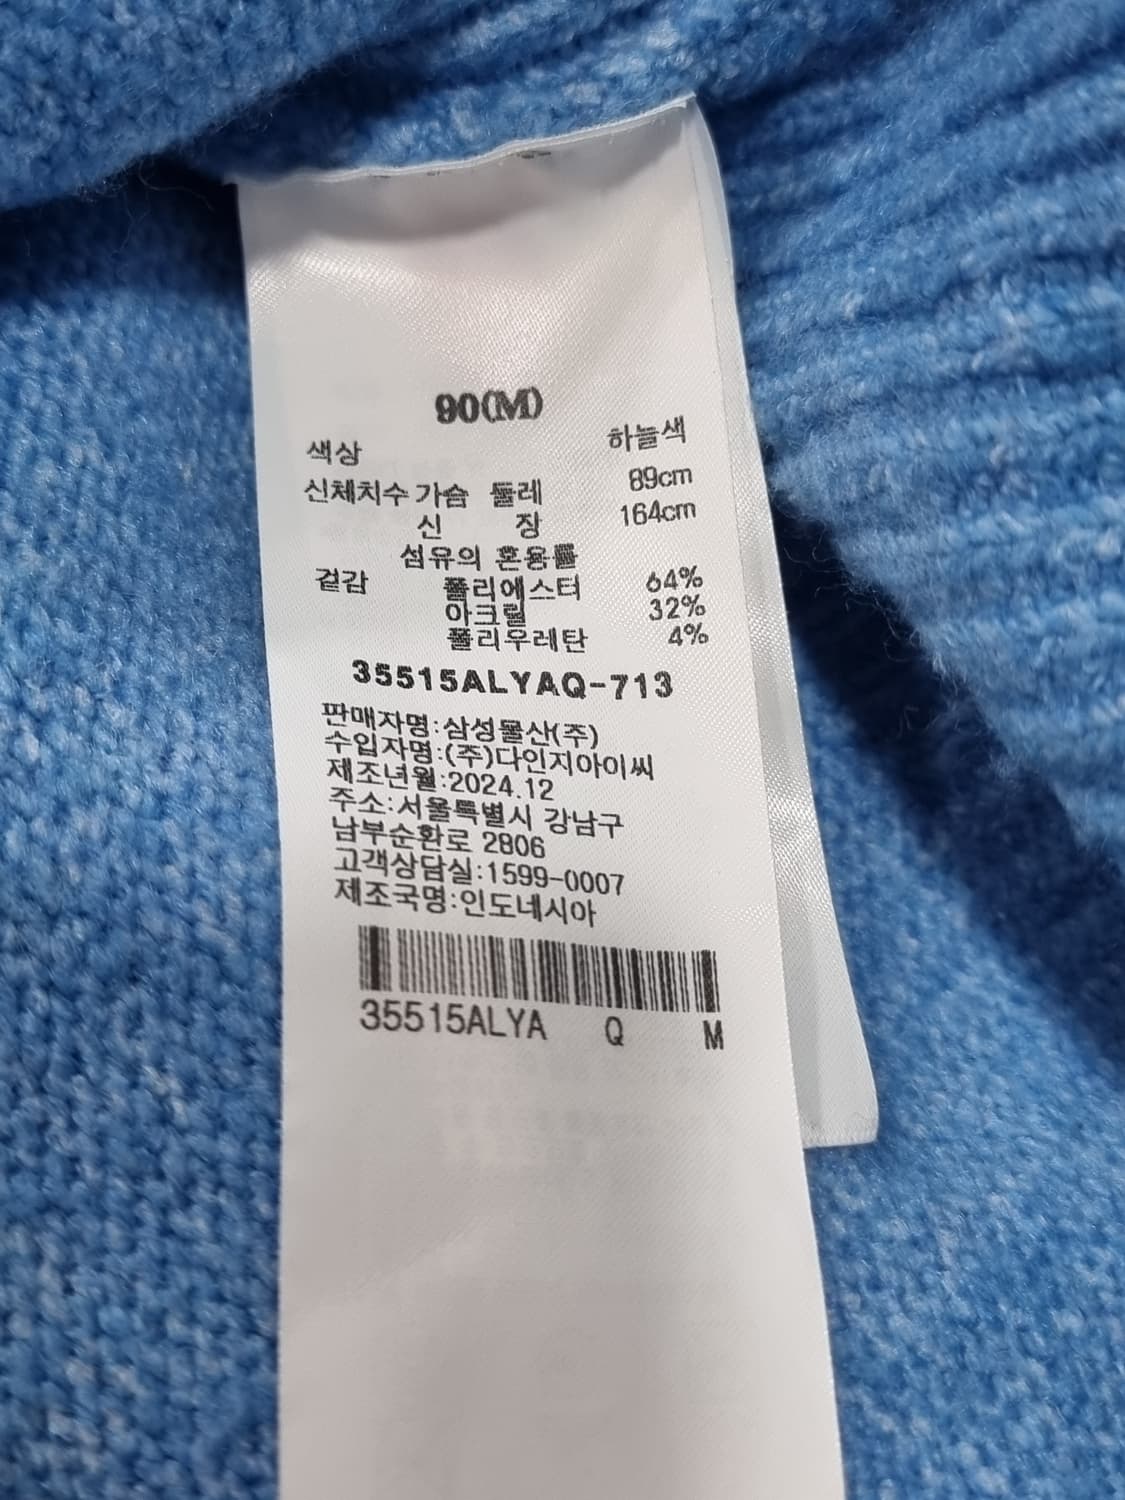 90(M)
색상 하늘색
신체치수 가슴 둘레 89cm
신 장 164cm
섬유의 혼용률
겉감 폴리에스터 64%
아크릴 32%
폴리우레탄 4%
35515ALYAQ-713
판매자명:삼성물산(주)
수입자명:(주)다인지아이씨
제조년월:2024.12
주소:서울특별시 강남구
남부순환로 2806
고객상담실:1599-0007
제조국명:인도네시아
35515ALYA Q M